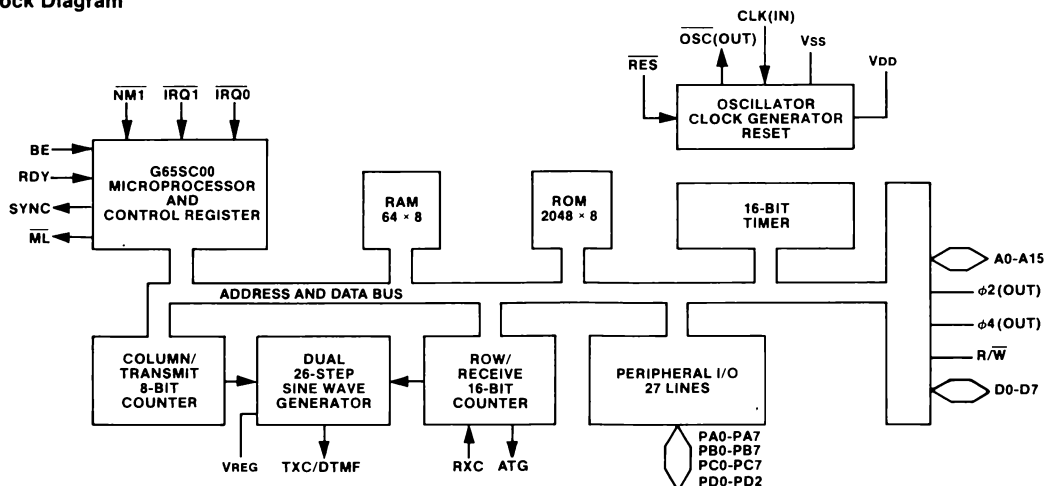 ock Diagram
CLK(IN)
OSC(OUT)
VSS
RES
VDD
OSCILLATOR
CLOCK GENERATOR
RESET
NM1 IRQ1 IRQ0
BE
RDY
SYNC
ML
G65SC00
MICROPROCESSOR
AND
CONTROL REGISTER
RAM
64 × 8
ROM
2048 × 8
16-BIT
TIMER
A0-A15
ϕ2(OUT)
ϕ4(OUT)
R/W
D0-D7
ADDRESS AND DATA BUS
COLUMN/
TRANSMIT
8-BIT
COUNTER
DUAL
26-STEP
SINE WAVE
GENERATOR
ROW/
RECEIVE
16-BIT
COUNTER
PERIPHERAL I/O
27 LINES
VREG
TXC/DTMF
RXC
ATG
PA0-PA7
PB0-PB7
PC0-PC7
PD0-PD2